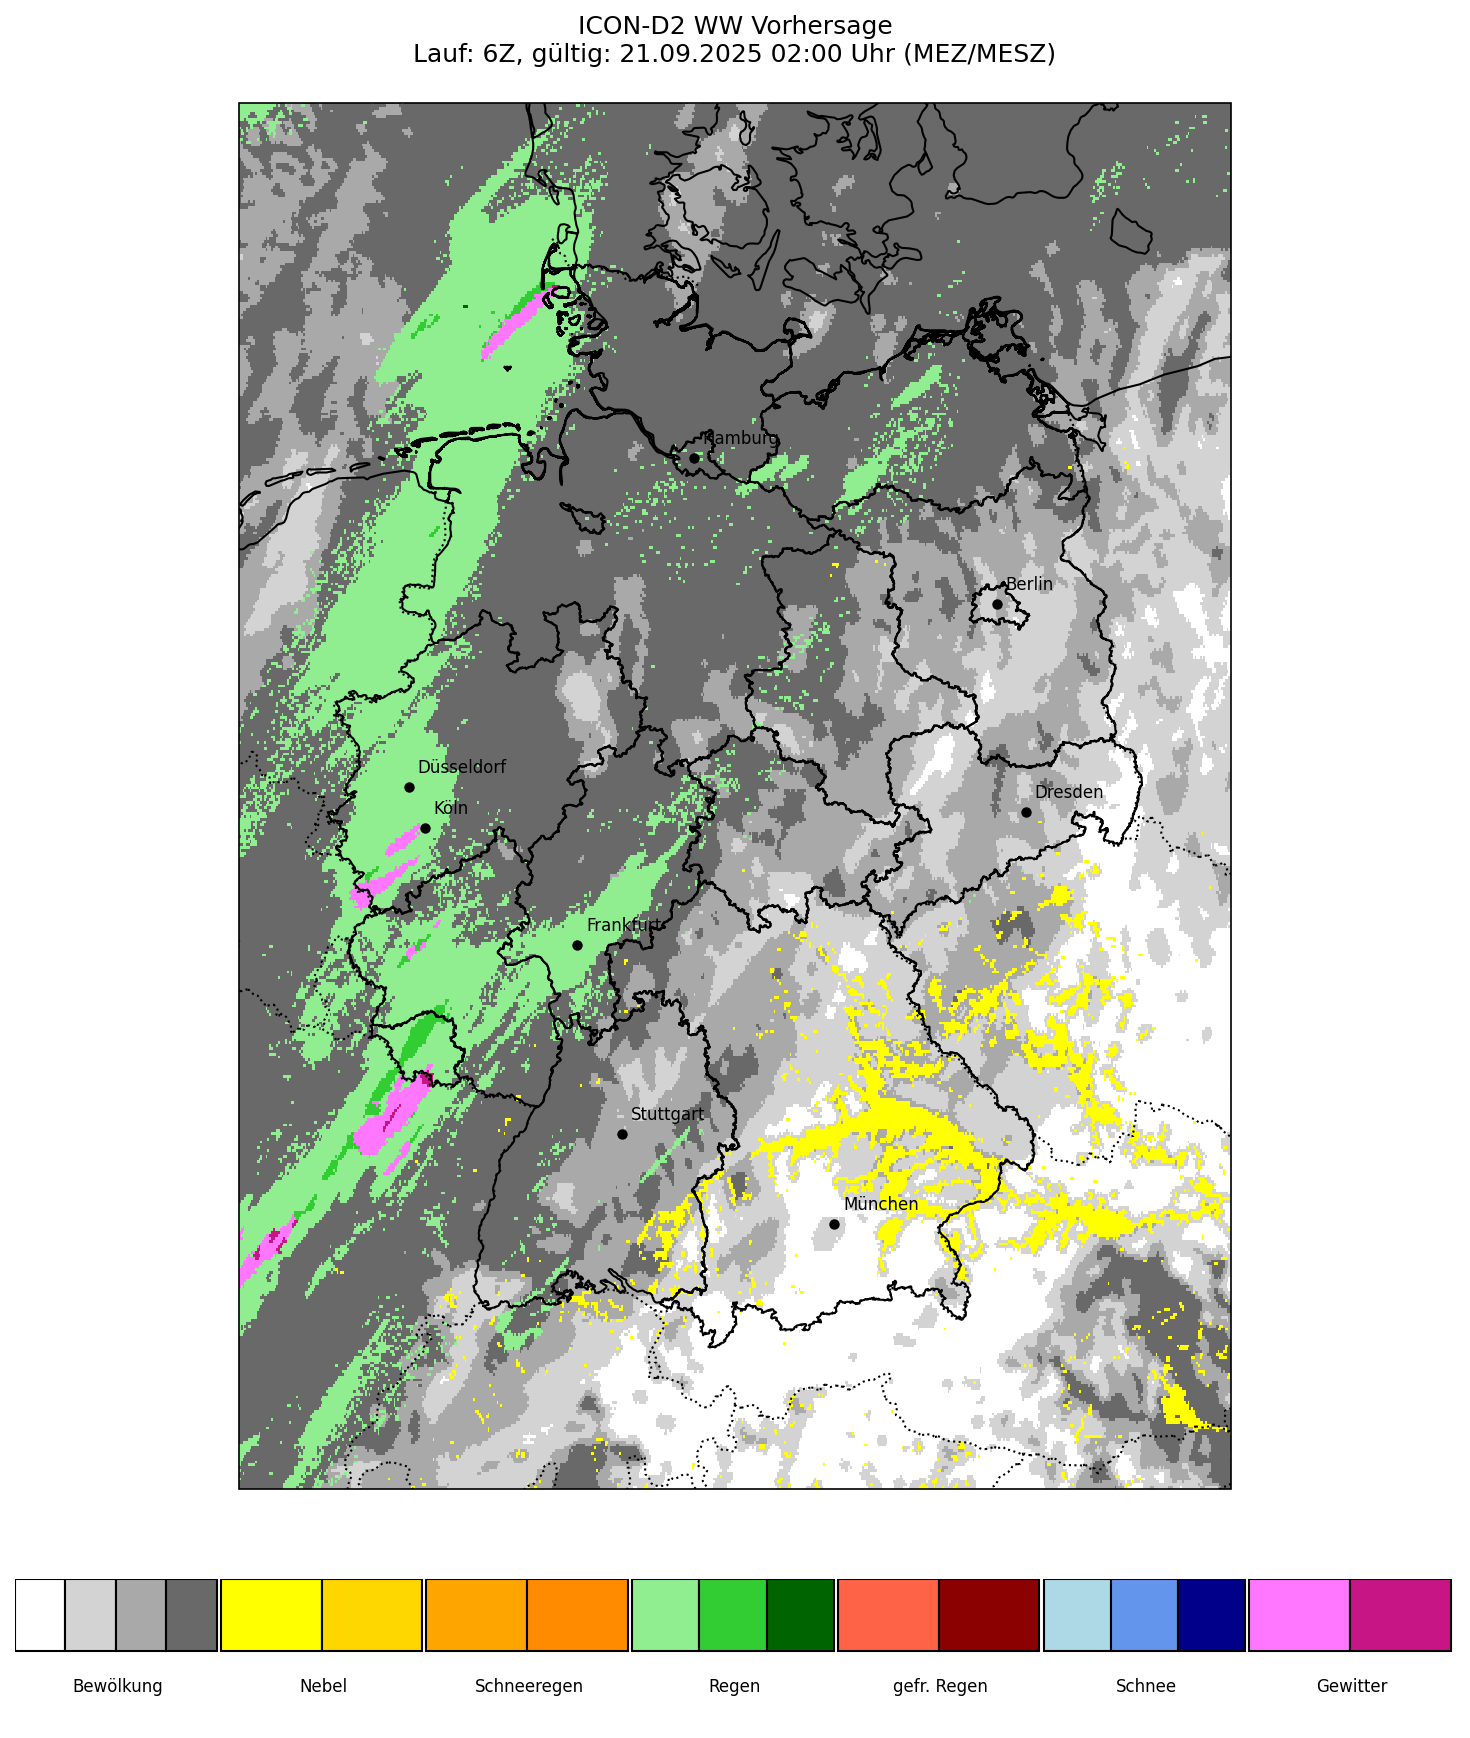 ICON-D2 WW Vorhersage
Lauf: 6Z, gültig: 21.09.2025 02:00 Uhr (MEZ/MESZ)
Hamburg
Berlin
Düsseldorf
Dresden
Köln
Frankfurt
Stuttgart
München
Bewölkung
Nebel
Schneeregen
Regen
gefr. Regen
Schnee
Gewitter